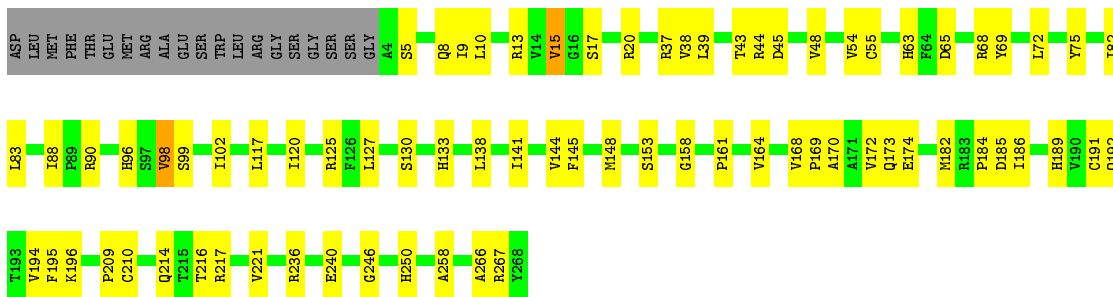 ASP LEU MET PHE THR GLU MET ARG ALA GLU SER TRP LEU ARG GLY SER GLY SER SER GLY A4 S5 Q8 I9 L10 R13 V14 V15 G16 S17 R20 R37 V38 L39 T43 R44 D45 V48 V54 C55 H63 F64 D65 R68 Y69 L72 Y75 I82
L83 I88 P89 R90 H96 S97 V98 S99 I102 L117 I120 R125 F126 L127 S130 H133 L138 I141 V144 F145 M148 S153 G158 P161 V164 V168 P169 A170 A171 V172 Q173 E174 M182 R183 P184 D185 I186 H189 V190 C191 Q192
T193 V194 F195 K196 P209 C210 Q214 T215 T216 R217 V221 R236 E240 G246 H250 A258 A266 R267 Y268